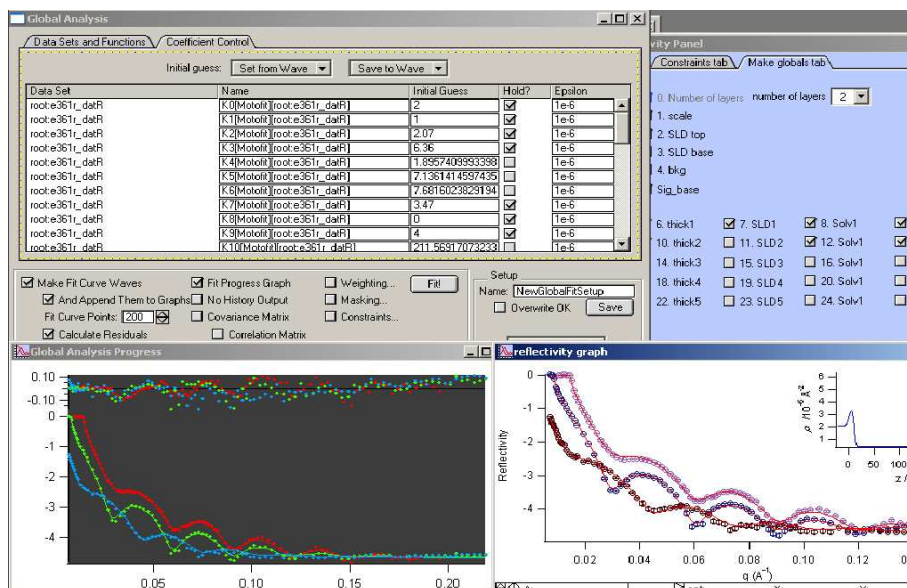 Global Analysis
Data Sets and Functions Coefficient Control
Initial guess: Set from Wave Save to Wave
Data Set Name Initial Guess Hold? Epsilon
root:e361r_datR K0[Motofit][root:e361r_datR] 2 1e-6
root:e361r_datR K1[Motofit][root:e361r_datR] 1 1e-6
root:e361r_datR K2[Motofit][root:e361r_datR] 2.07 1e-6
root:e361r_datR K3[Motofit][root:e361r_datR] 6.36 1e-6
root:e361r_datR K4[Motofit][root:e361r_datR] 1.8957409993398 1e-6
root:e361r_datR K5[Motofit][root:e361r_datR] 7.1361414597435 1e-6
root:e361r_datR K6[Motofit][root:e361r_datR] 7.6816023829194 1e-6
root:e361r_datR K7[Motofit][root:e361r_datR] 3.47 1e-6
root:e361r_datR K8[Motofit][root:e361r_datR] 0 1e-6
root:e361r_datR K9[Motofit][root:e361r_datR] 4 1e-6
root:e361r_datR K10[Motofit][root:e361r_datR] 211.56917073233 1e-6
Make Fit Curve Waves Fit Progress Graph Weighting... Fit!
And Append Them to Graphs No History Output Masking...
Fit Curve Points: 200 Covariance Matrix Constraints...
Calculate Residuals Correlation Matrix
Setup
Name: NewGlobalFitSetup
Overwrite OK Save
vity Panel
Constraints tab Make globals tab
0. Number of layers number of layers 2
1. scale
2. SLD top
3. SLD base
4. bkg
Sig_base
6. thick1 7. SLD1 8. Solv1
10. thick2 11. SLD2 12. Solv1
14. thick3 15. SLD3 16. Solv1
18. thick4 19. SLD4 20. Solv1
22. thick5 23. SLD5 24. Solv1
Global Analysis Progress
0.10
-0.10
0
-1
-2
-3
-4
0.05 0.10 0.15 0.20
reflectivity graph
Reflectivity
0
-1
-2
-3
-4
0.02 0.04 0.06 0.08 0.10 0.12
q (Å⁻¹)
ρ /10⁻⁶ Å⁻²
6
5
4
3
2
1
0 50 100
z /